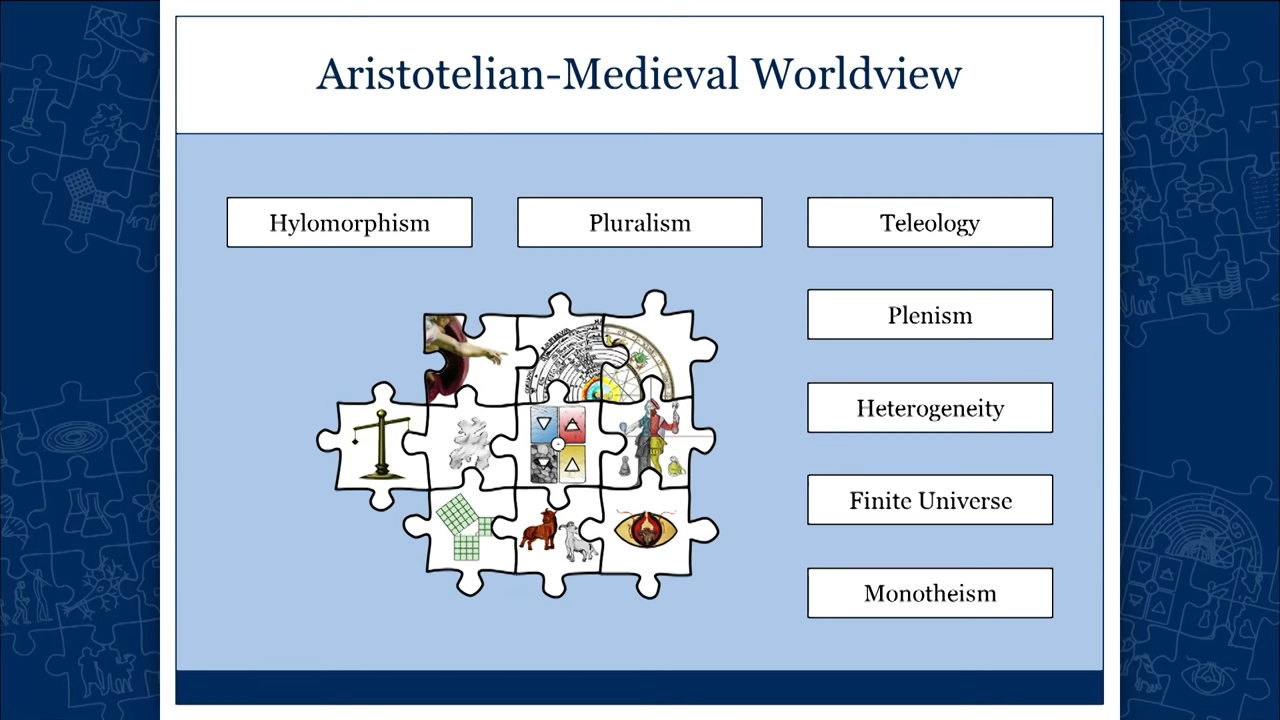 Aristotelian-Medieval Worldview
Hylomorphism
Pluralism
Teleology
Plenism
Heterogeneity
Finite Universe
Monotheism